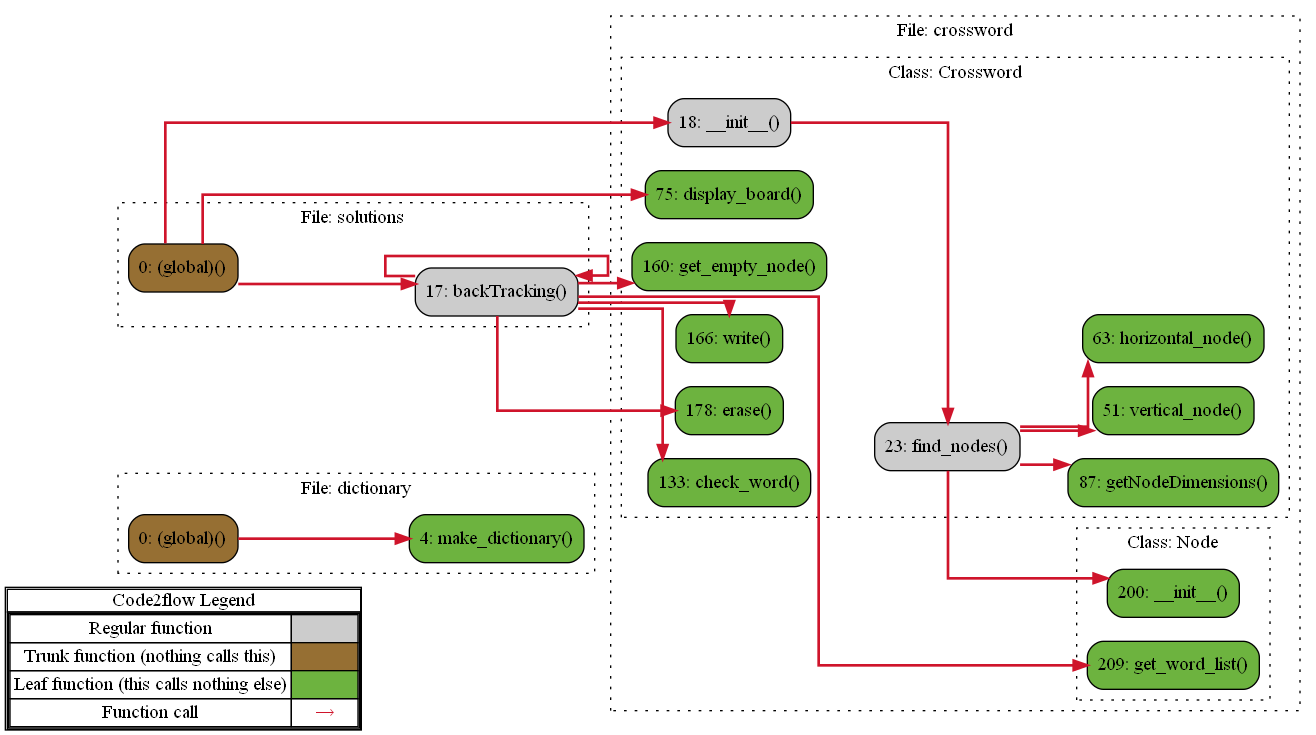 File: crossword
Class: Crossword
18: __init__()
75: display_board()
File: solutions
0: (global)()
160: get_empty_node()
17: backTracking()
166: write()
63: horizontal_node()
178: erase()
51: vertical_node()
23: find_nodes()
133: check_word()
87: getNodeDimensions()
File: dictionary
0: (global)()
4: make_dictionary()
Class: Node
200: __init__()
209: get_word_list()
Code2flow Legend
Regular function
Trunk function (nothing calls this)
Leaf function (this calls nothing else)
Function call